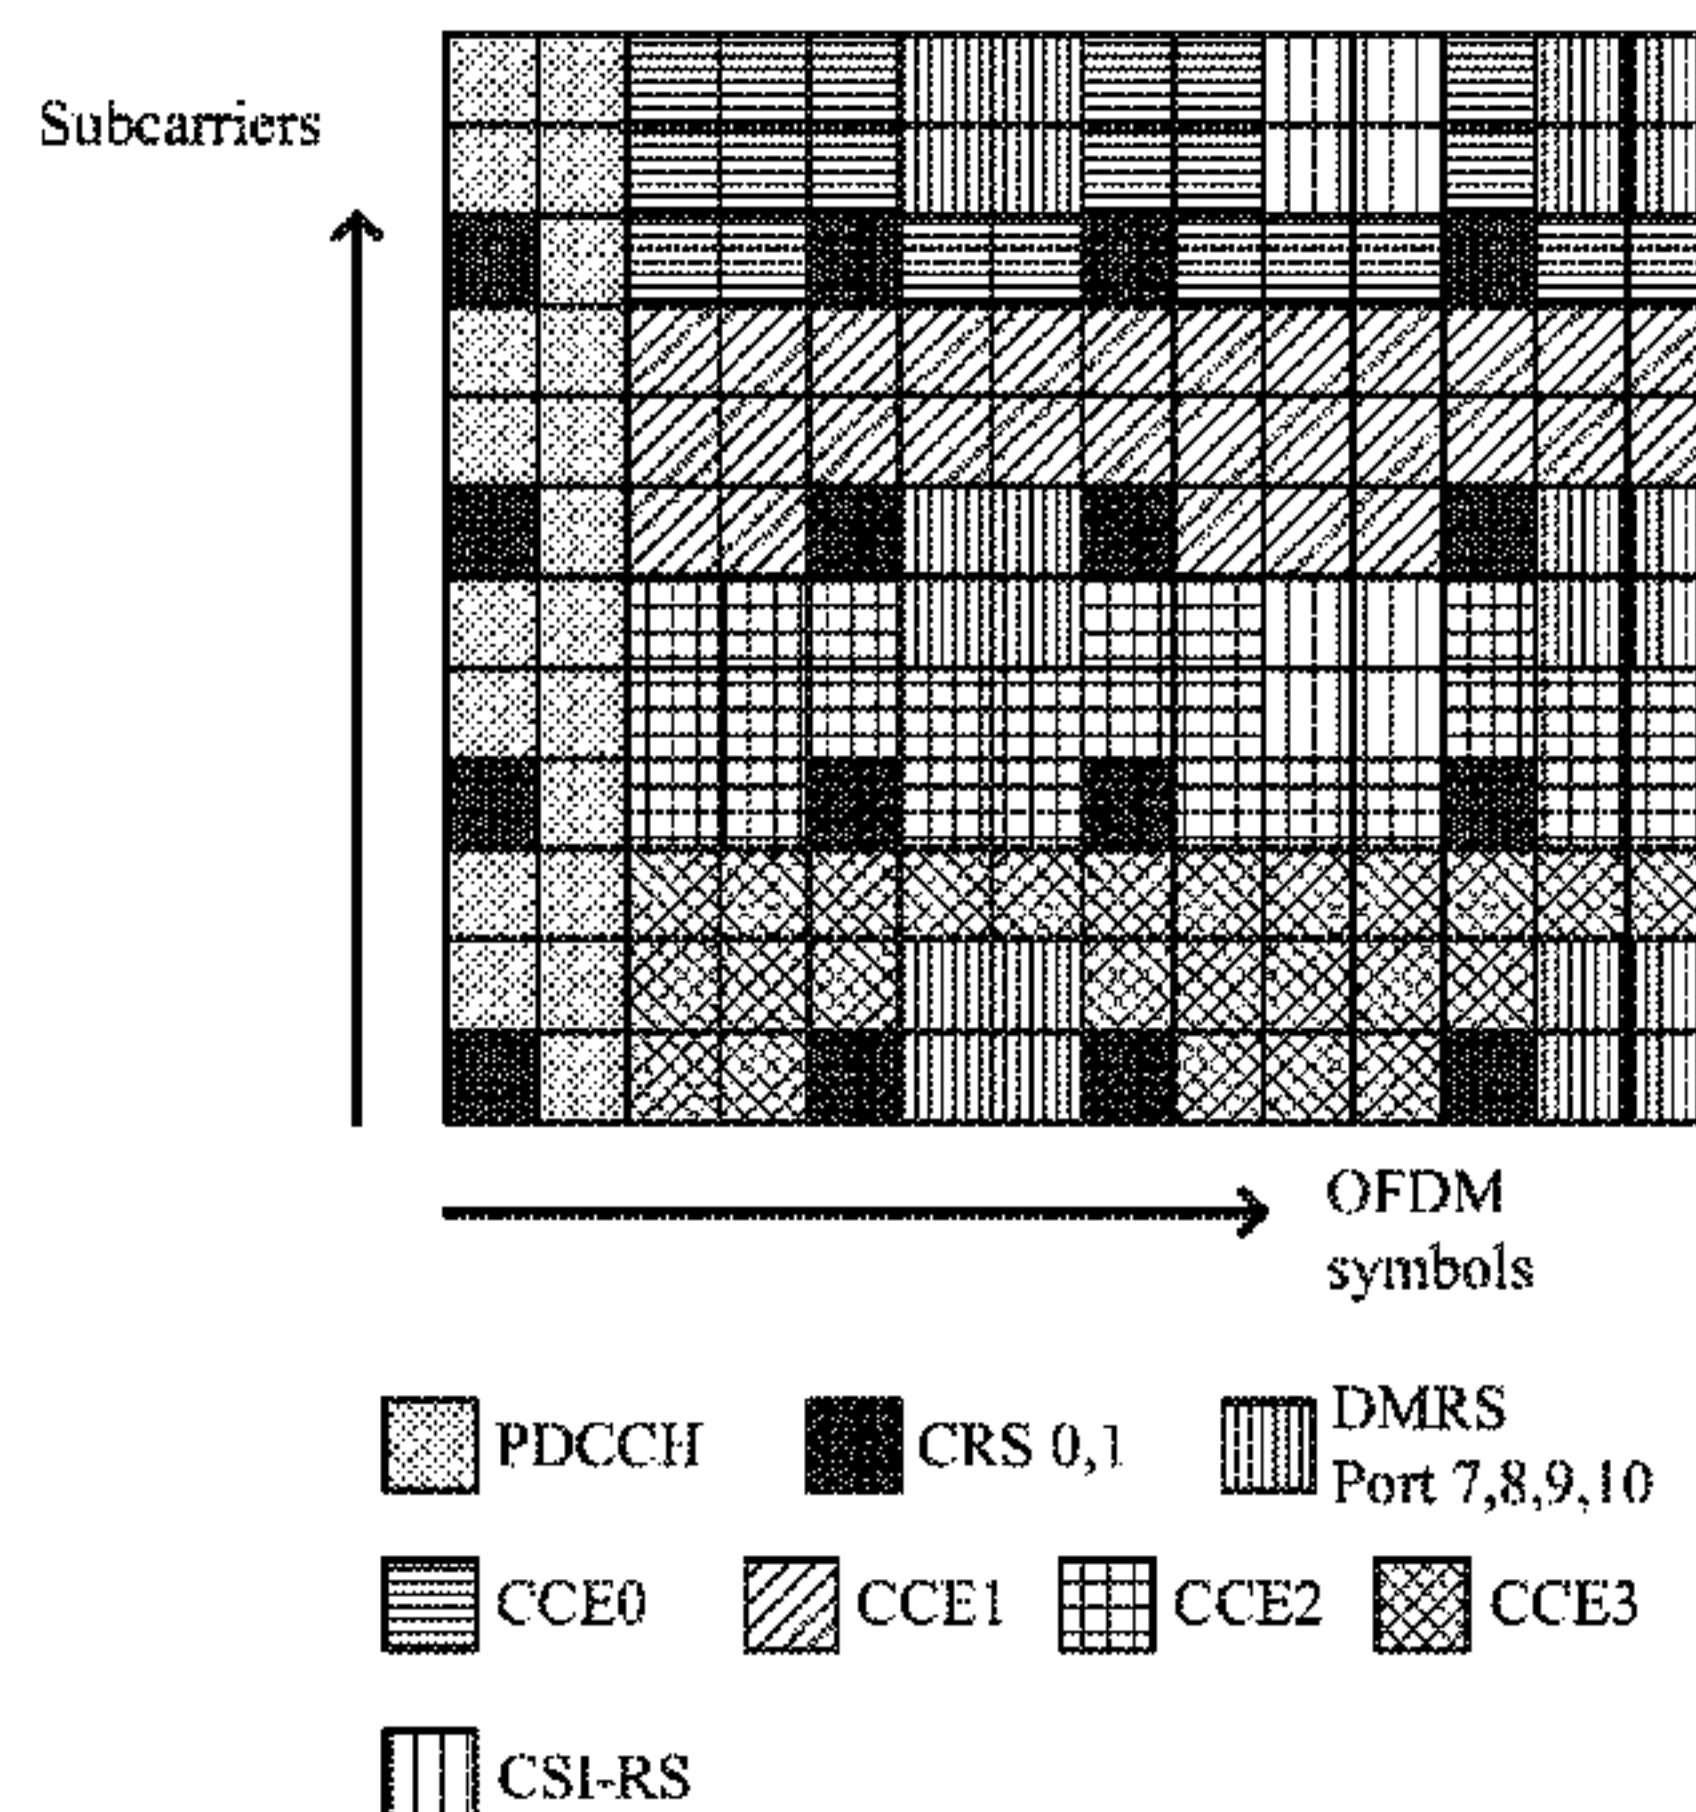 Subcarriers
OFDM
symbols
PDCCH
CRS 0,1
DMRS
Port 7,8,9,10
CCE0
CCE1
CCE2
CCE3
CSI-RS